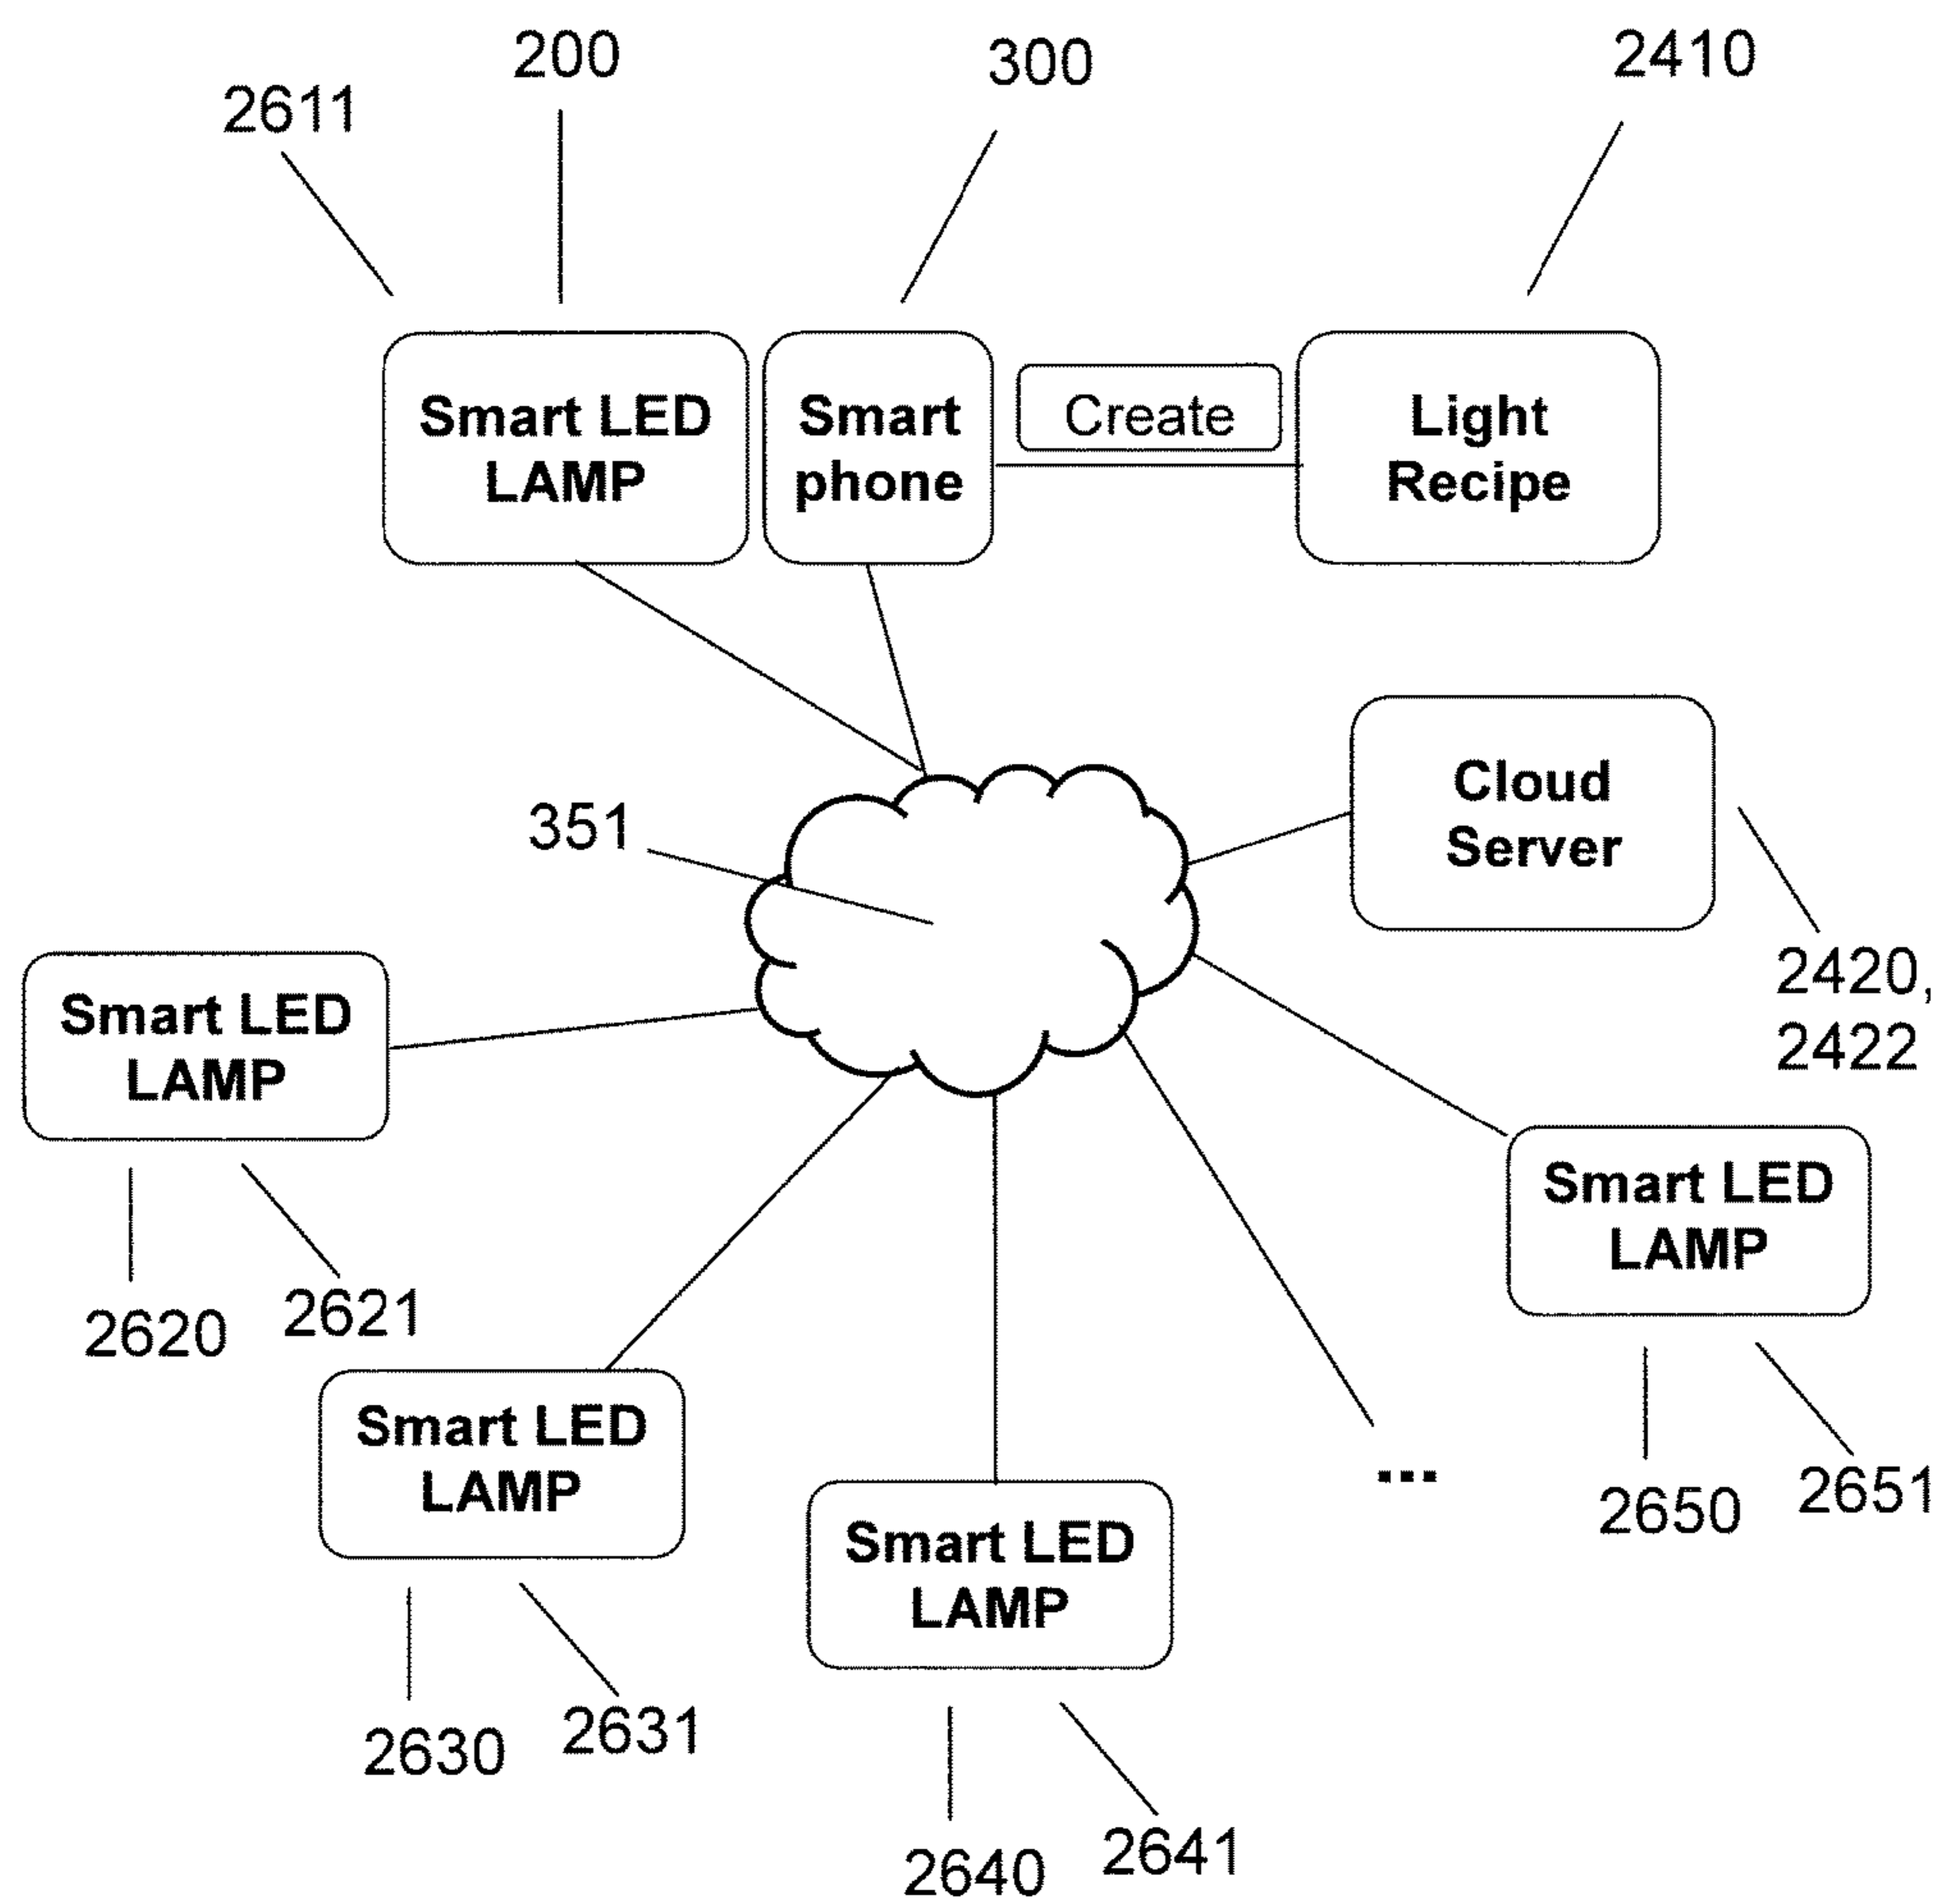 200
300
2410
2611
Smart LED
LAMP
Smart
phone
Create
Light
Recipe
351
Cloud
Server
2420,
2422
Smart LED
LAMP
2620
2621
Smart LED
LAMP
2650
2651
Smart LED
LAMP
2630
2631
...
Smart LED
LAMP
2640
2641